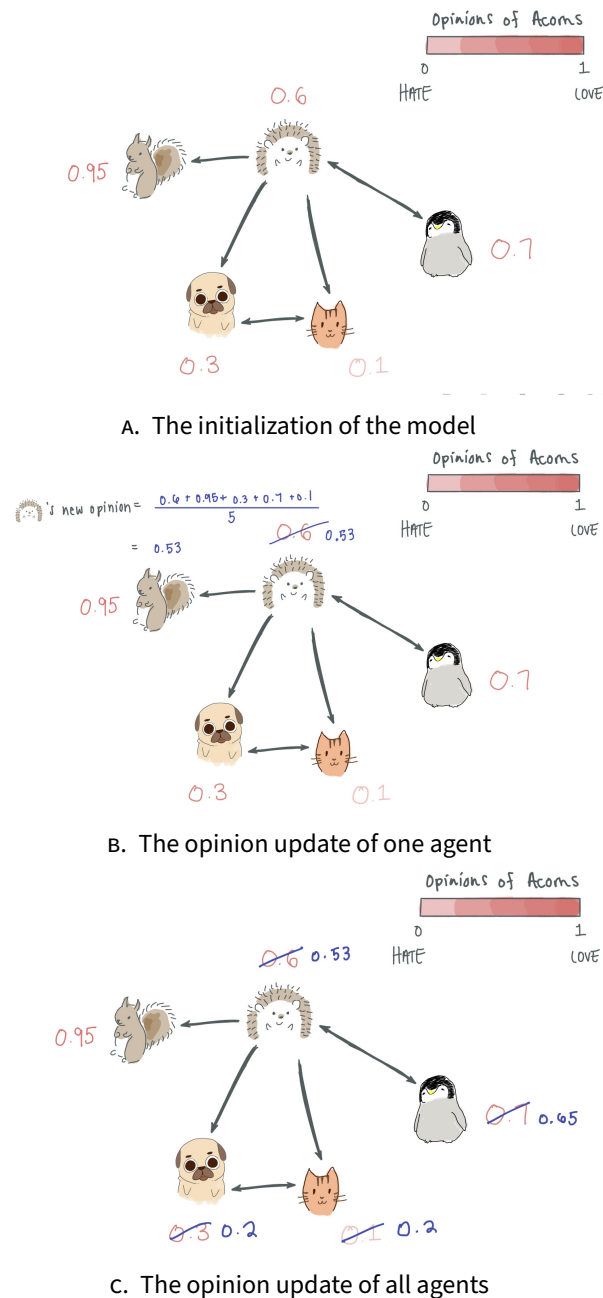 Opinions of Acorns
0 1
HATE LOVE
0.6
0.95
0.7
0.3
0.1
A. The initialization of the model
Opinions of Acorns
0 1
HATE LOVE
's new opinion = 0.6 + 0.95 + 0.3 + 0.7 + 0.1
5
= 0.53
0.6 0.53
0.95
0.7
0.3
0.1
B. The opinion update of one agent
Opinions of Acorns
0 1
HATE LOVE
0.6 0.53
0.95
0.7 0.65
0.3 0.2
0.1 0.2
C. The opinion update of all agents